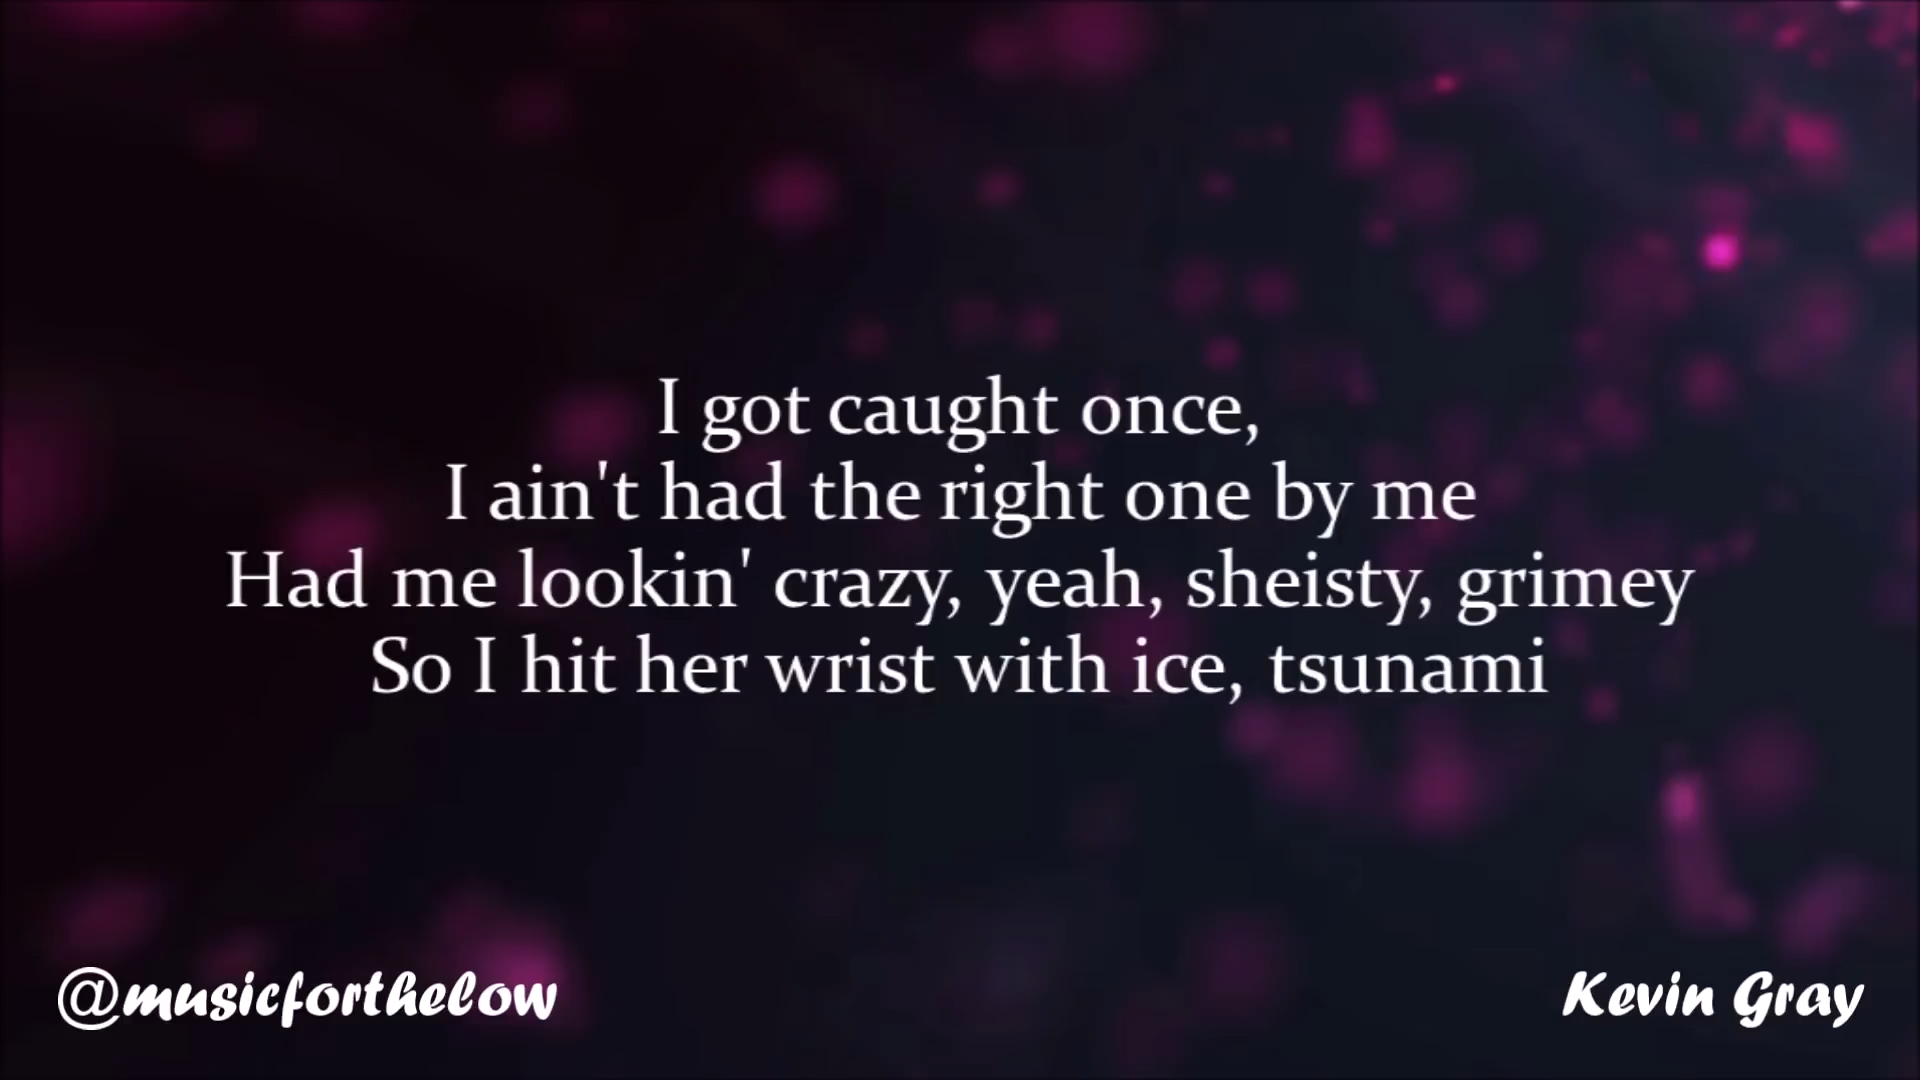 I got caught once,
I ain't had the right one by me
Had me lookin' crazy, yeah, sheisty, grimey
So I hit her wrist with ice, tsunami
@musicforthelow
Kevin Gray